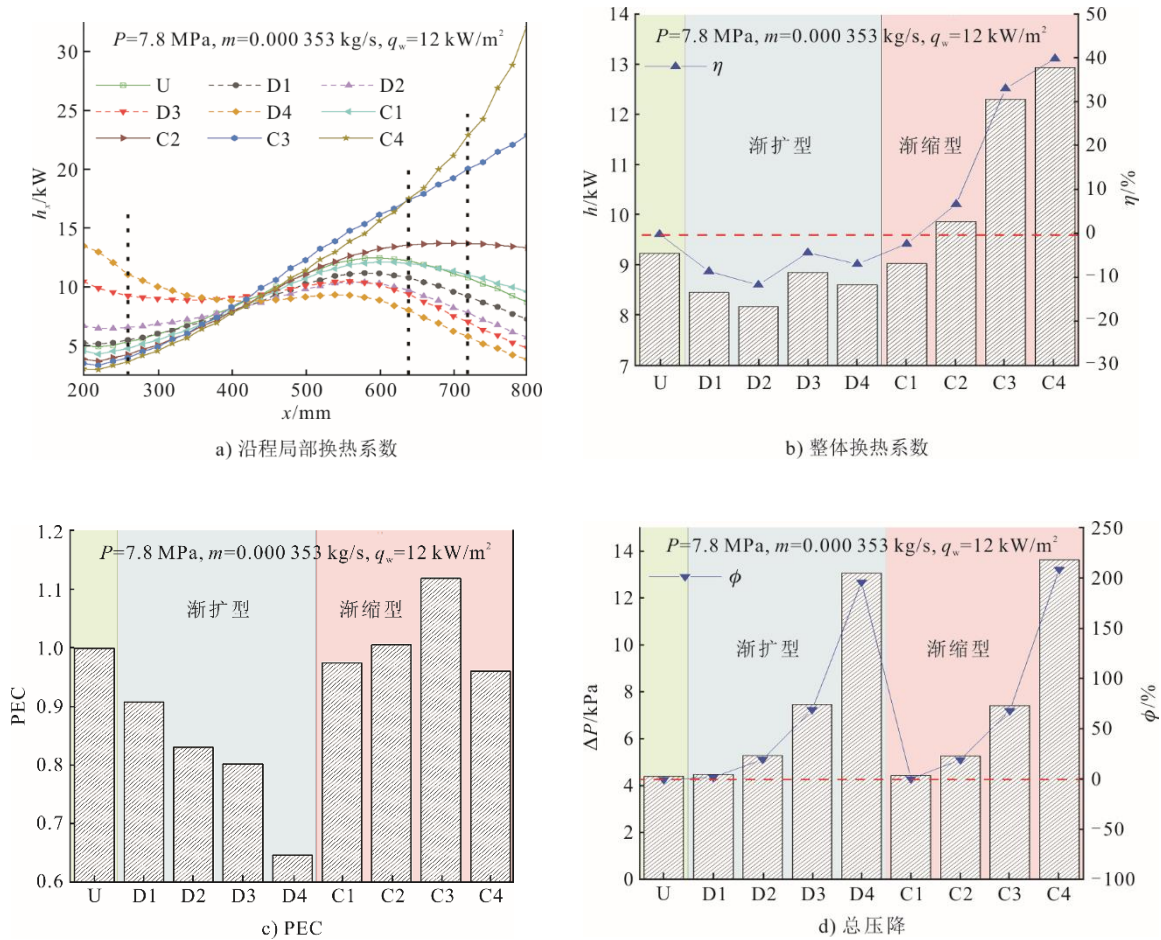 P=7.8 MPa, m=0.000 353 kg/s, q_w=12 kW/m²
U D1 D2
D3 D4 C1
C2 C3 C4
h_x/kW
30
25
20
15
10
5
200 300 400 500 600 700 800
x/mm
a) 沿程局部换热系数
P=7.8 MPa, m=0.000 353 kg/s, q_w=12 kW/m²
η
渐扩型 渐缩型
h/kW
14
13
12
11
10
9
8
7
50
40
30
20
10
0
−10
−20
−30
η/%
U D1 D2 D3 D4 C1 C2 C3 C4
b) 整体换热系数
P=7.8 MPa, m=0.000 353 kg/s, q_w=12 kW/m²
渐扩型 渐缩型
PEC
1.2
1.1
1.0
0.9
0.8
0.7
0.6
U D1 D2 D3 D4 C1 C2 C3 C4
c) PEC
P=7.8 MPa, m=0.000 353 kg/s, q_w=12 kW/m²
ϕ
渐扩型 渐缩型
ΔP/kPa
14
12
10
8
6
4
2
0
250
200
150
100
50
0
−50
−100
ϕ/%
U D1 D2 D3 D4 C1 C2 C3 C4
d) 总压降